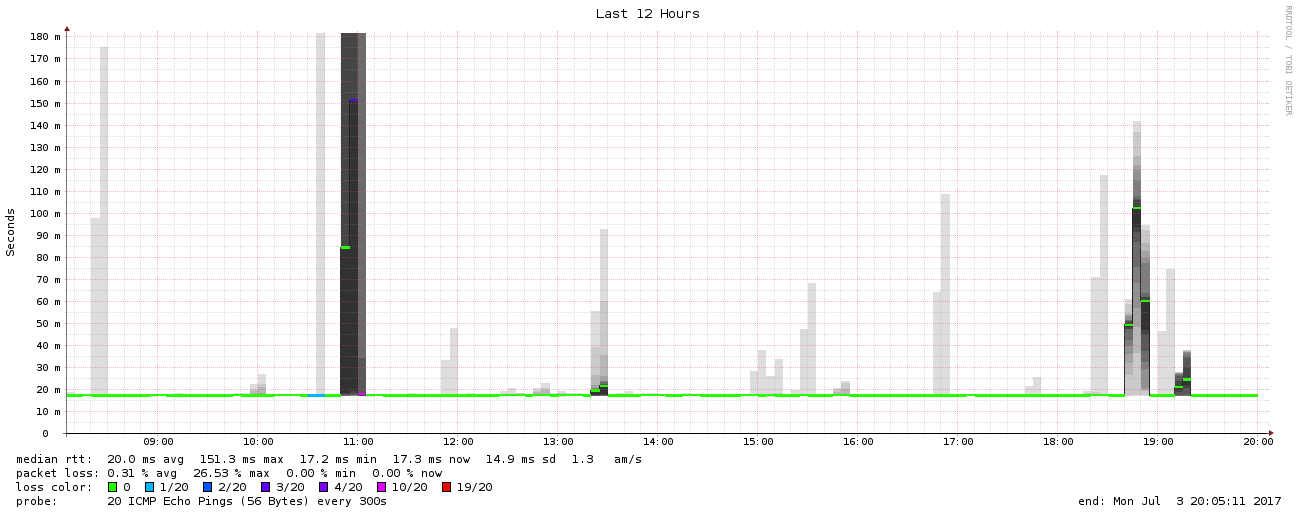 Last 12 Hours
RRDTOOL / TOBI OETIKER
Seconds
180 m
170 m
160 m
150 m
140 m
130 m
120 m
110 m
100 m
90 m
80 m
70 m
60 m
50 m
40 m
30 m
20 m
10 m
0
09:00 10:00 11:00 12:00 13:00 14:00 15:00 16:00 17:00 18:00 19:00 20:00
median rtt: 20.0 ms avg 151.3 ms max 17.2 ms min 17.3 ms now 14.9 ms sd 1.3 am/s
packet loss: 0.31 % avg 26.53 % max 0.00 % min 0.00 % now
loss color: 0 1/20 2/20 3/20 4/20 10/20 19/20
probe: 20 ICMP Echo Pings (56 Bytes) every 300s end: Mon Jul 3 20:05:11 2017